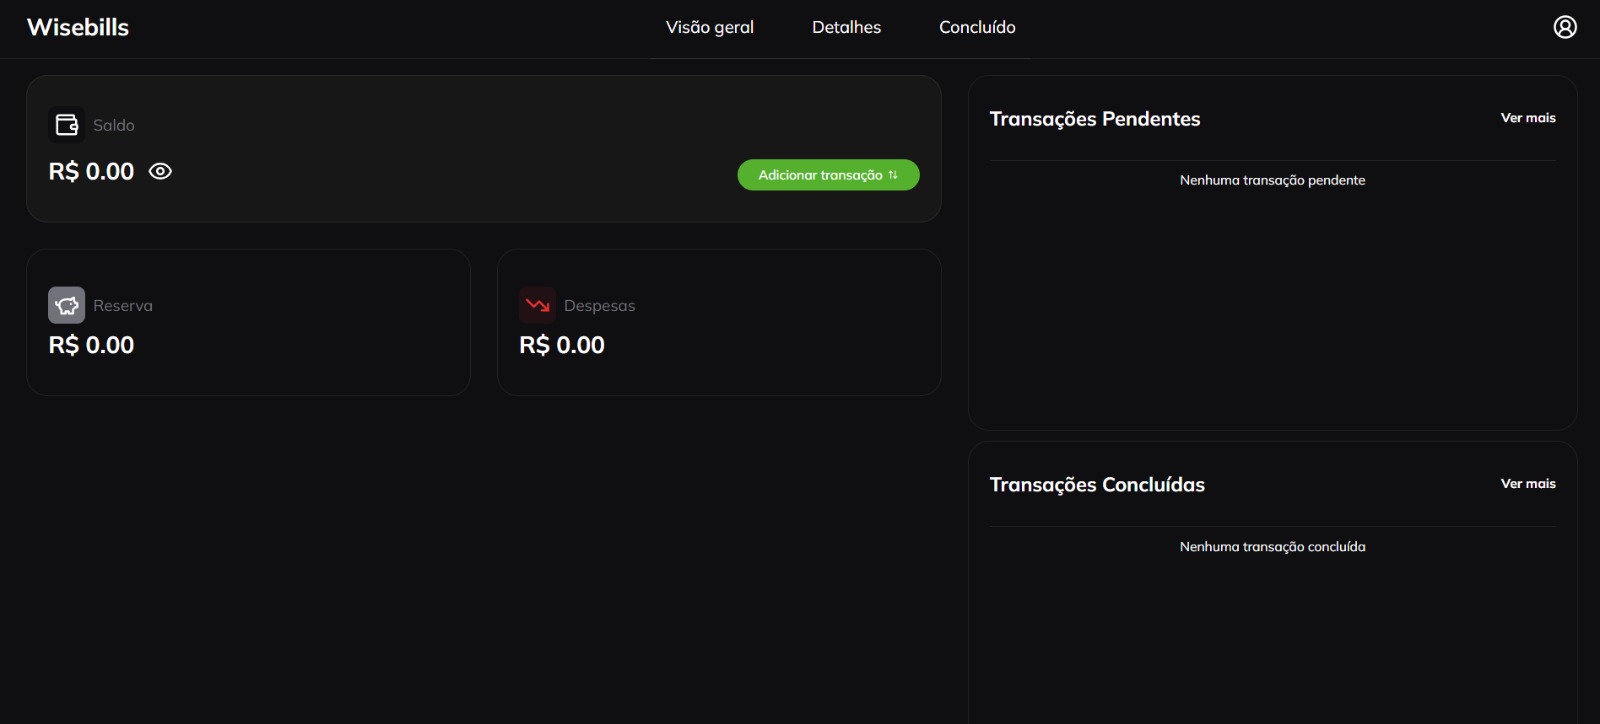 Wisebills
Visão geral
Detalhes
Concluído
Saldo
R$ 0.00
Adicionar transação
Reserva
R$ 0.00
Despesas
R$ 0.00
Transações Pendentes
Ver mais
Nenhuma transação pendente
Transações Concluídas
Ver mais
Nenhuma transação concluída